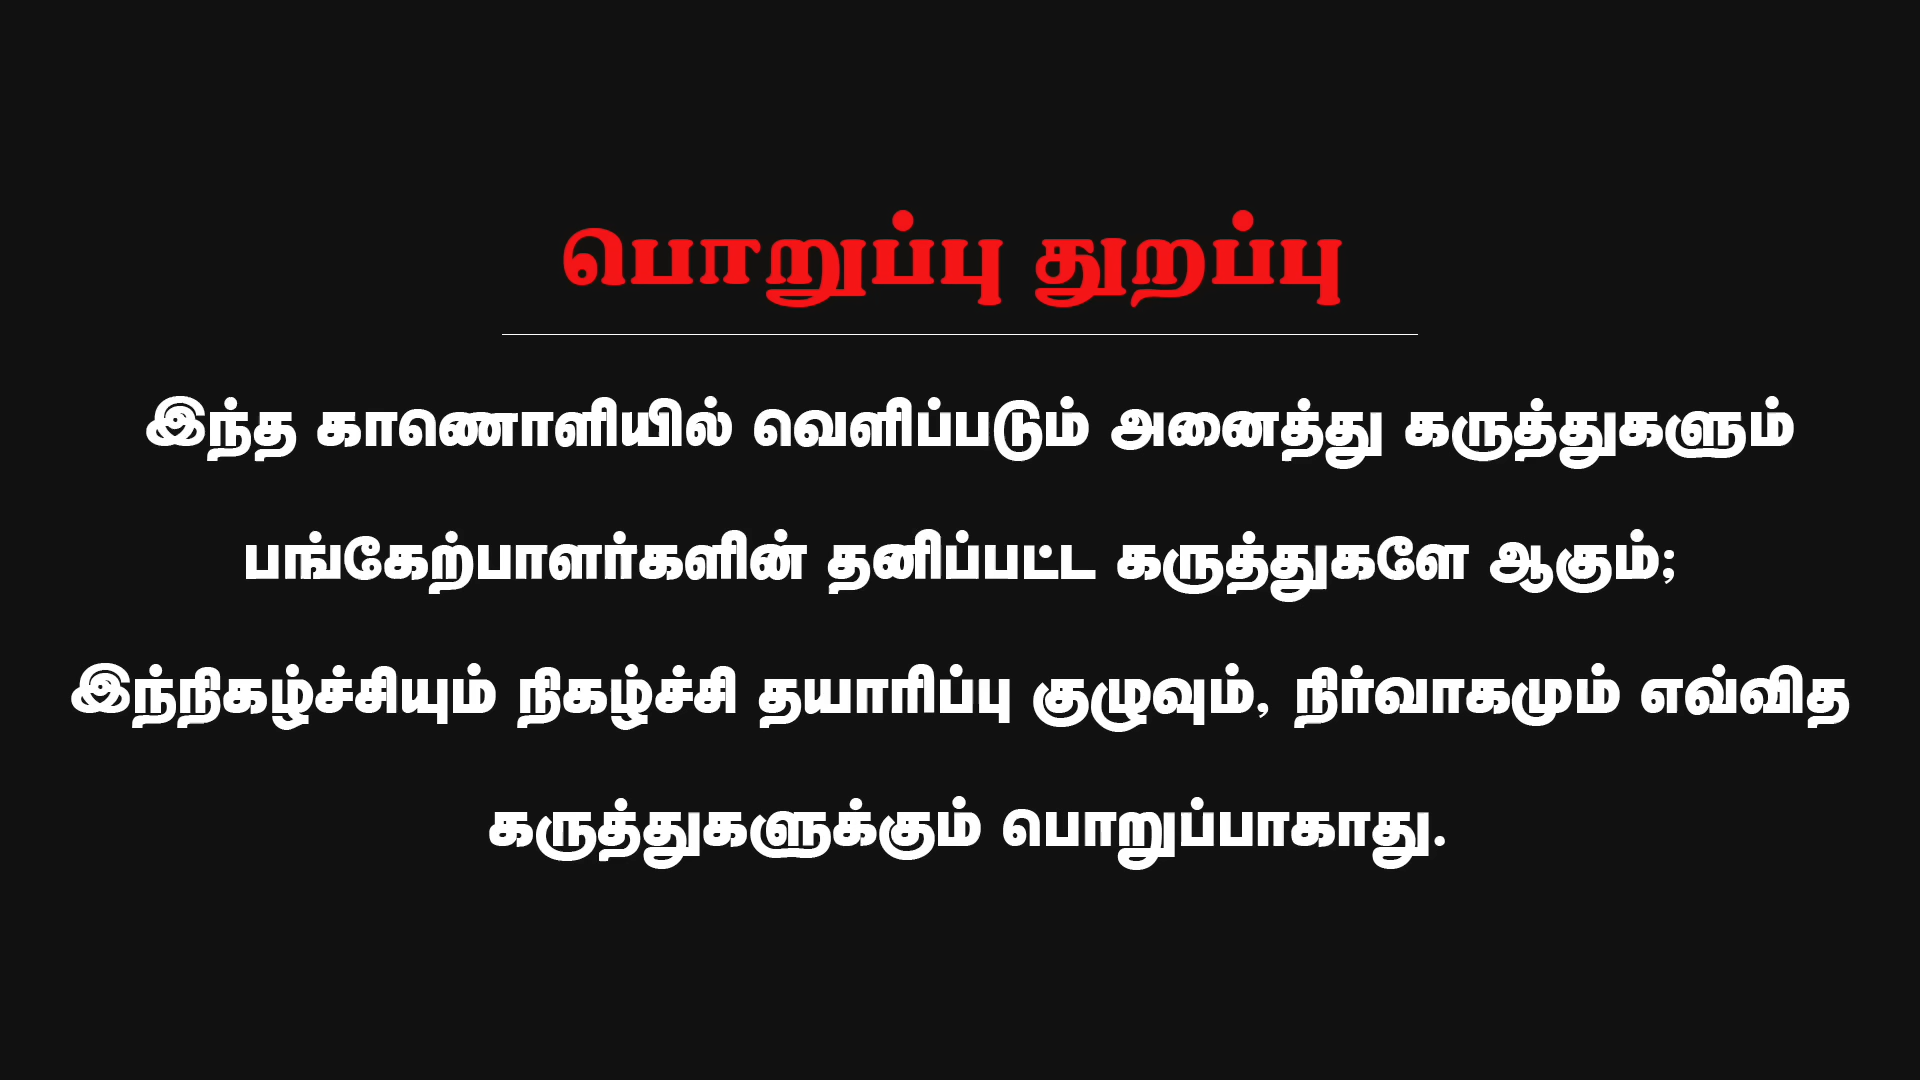 பொறுப்பு துறப்பு
இந்த காணொளியில் வெளிப்படும் அனைத்து கருத்துகளும்
பங்கேற்பாளர்களின் தனிப்பட்ட கருத்துகளே ஆகும்;
இந்நிகழ்ச்சியும் நிகழ்ச்சி தயாரிப்பு குழுவும், நிர்வாகமும் எவ்வித
கருத்துகளுக்கும் பொறுப்பாகாது.